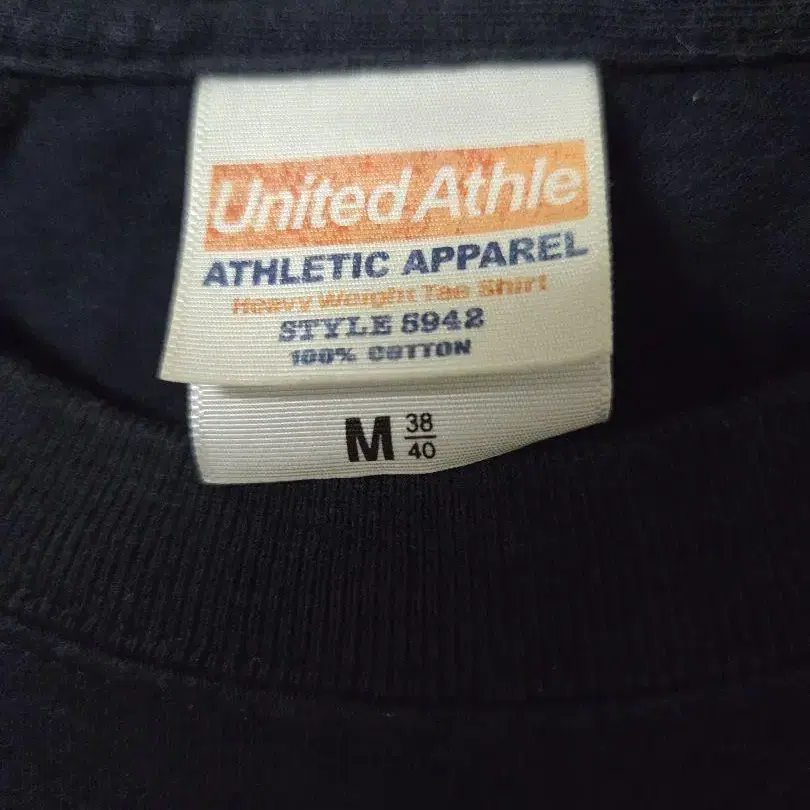 United Athle
ATHLETIC APPAREL
Heavy Weight Tee Shirt
STYLE 5942
100% COTTON
M 38/40